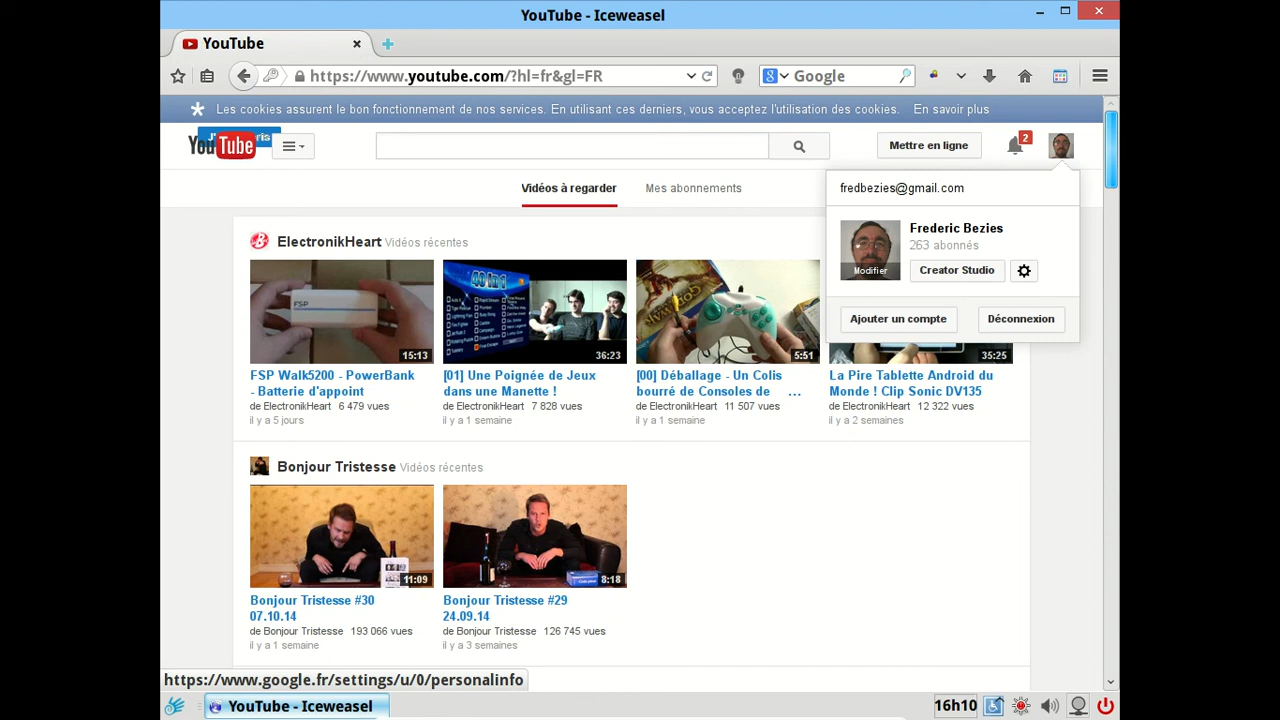 YouTube - Iceweasel
YouTube
https://www.youtube.com/?hl=fr&gl=FR
Google
Les cookies assurent le bon fonctionnement de nos services. En utilisant ces derniers, vous acceptez l'utilisation des cookies. En savoir plus
YouTube
Mettre en ligne
2
Vidéos à regarder
Mes abonnements
fredbezies@gmail.com
Frederic Bezies
263 abonnés
Modifier
Creator Studio
Ajouter un compte
Déconnexion
ElectronikHeart Vidéos récentes
FSP
15:13
36:23
5:51
35:25
FSP Walk5200 - PowerBank
- Batterie d'appoint
de ElectronikHeart 6 479 vues
il y a 5 jours
[01] Une Poignée de Jeux
dans une Manette !
de ElectronikHeart 7 828 vues
il y a 1 semaine
[00] Déballage - Un Colis
bourré de Consoles de ...
de ElectronikHeart 11 507 vues
il y a 1 semaine
La Pire Tablette Android du
Monde ! Clip Sonic DV135
de ElectronikHeart 12 322 vues
il y a 2 semaines
Bonjour Tristesse Vidéos récentes
11:09
8:18
Bonjour Tristesse #30
07.10.14
de Bonjour Tristesse 193 066 vues
il y a 1 semaine
Bonjour Tristesse #29
24.09.14
de Bonjour Tristesse 126 745 vues
il y a 3 semaines
https://www.google.fr/settings/u/0/personalinfo
YouTube - Iceweasel
16h10